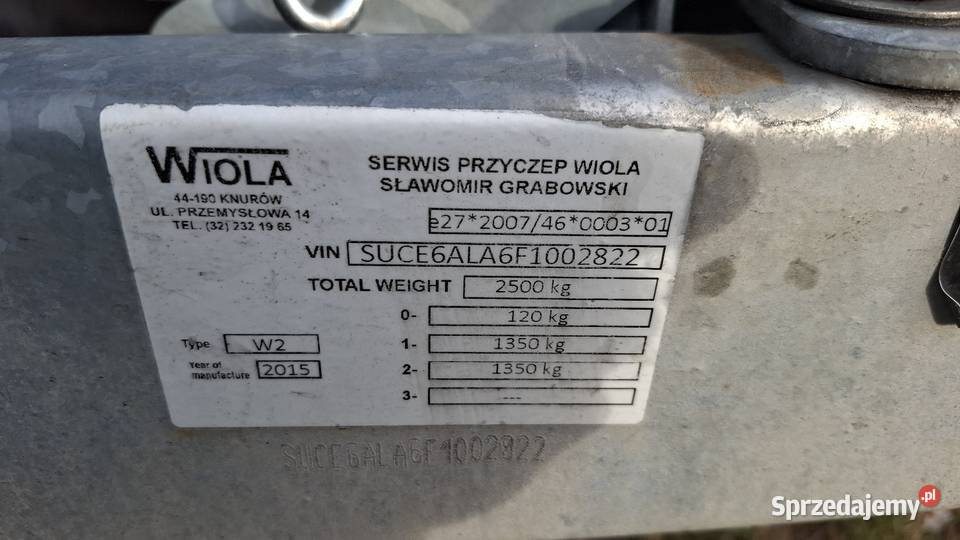 WIOLA
44-190 KNURÓW
UL. PRZEMYSŁOWA 14
TEL. (32) 232 19 65
SERWIS PRZYCZEP WIOLA
SŁAWOMIR GRABOWSKI
e27*2007/46*0003*01
VIN SUCE6ALA6F1002822
TOTAL WEIGHT 2500 kg
0- 120 kg
1- 1350 kg
2- 1350 kg
3- ---
Type W2
Year of
manufacture 2015
SUCE6ALA6F1002822
Sprzedajemy.pl